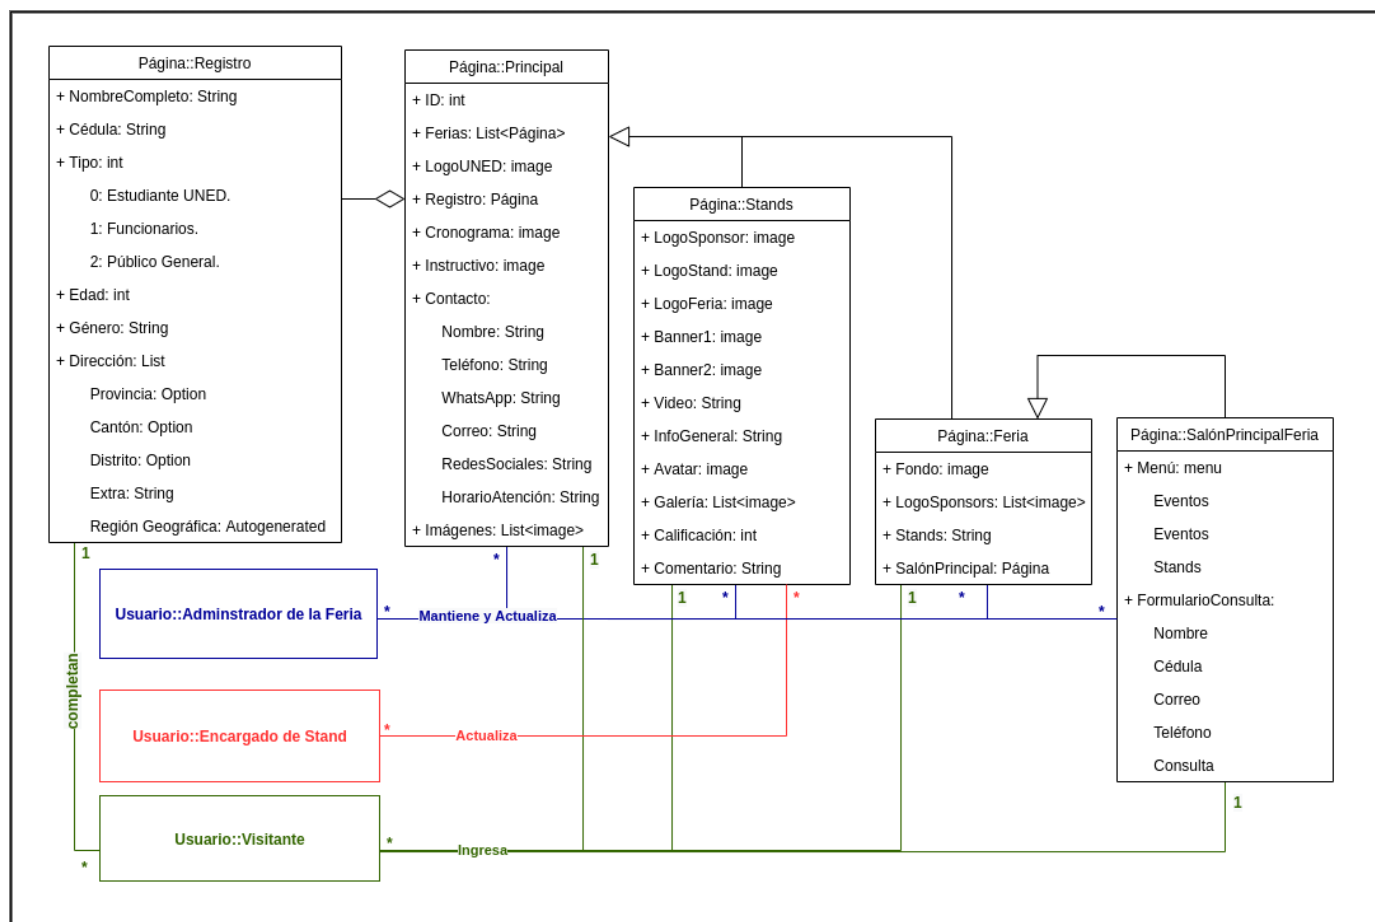 Página::Registro
+ NombreCompleto: String
+ Cédula: String
+ Tipo: int
0: Estudiante UNED.
1: Funcionarios.
2: Público General.
+ Edad: int
+ Género: String
+ Dirección: List
Provincia: Option
Cantón: Option
Distrito: Option
Extra: String
Región Geográfica: Autogenerated
Página::Principal
+ ID: int
+ Ferias: List<Página>
+ LogoUNED: image
+ Registro: Página
+ Cronograma: image
+ Instructivo: image
+ Contacto:
Nombre: String
Teléfono: String
WhatsApp: String
Correo: String
RedesSociales: String
HorarioAtención: String
+ Imágenes: List<image>
Página::Stands
+ LogoSponsor: image
+ LogoStand: image
+ LogoFeria: image
+ Banner1: image
+ Banner2: image
+ Video: String
+ InfoGeneral: String
+ Avatar: image
+ Galería: List<image>
+ Calificación: int
+ Comentario: String
Página::Feria
+ Fondo: image
+ LogoSponsors: List<image>
+ Stands: String
+ SalónPrincipal: Página
Página::SalónPrincipalFeria
+ Menú: menu
Eventos
Eventos
Stands
+ FormularioConsulta:
Nombre
Cédula
Correo
Teléfono
Consulta
1
*
1
1
*
*
1
*
*
Usuario::Adminstrador de la Feria
*
Mantiene y Actualiza
completan
Usuario::Encargado de Stand
*
Actualiza
1
Usuario::Visitante
*
Ingresa
*